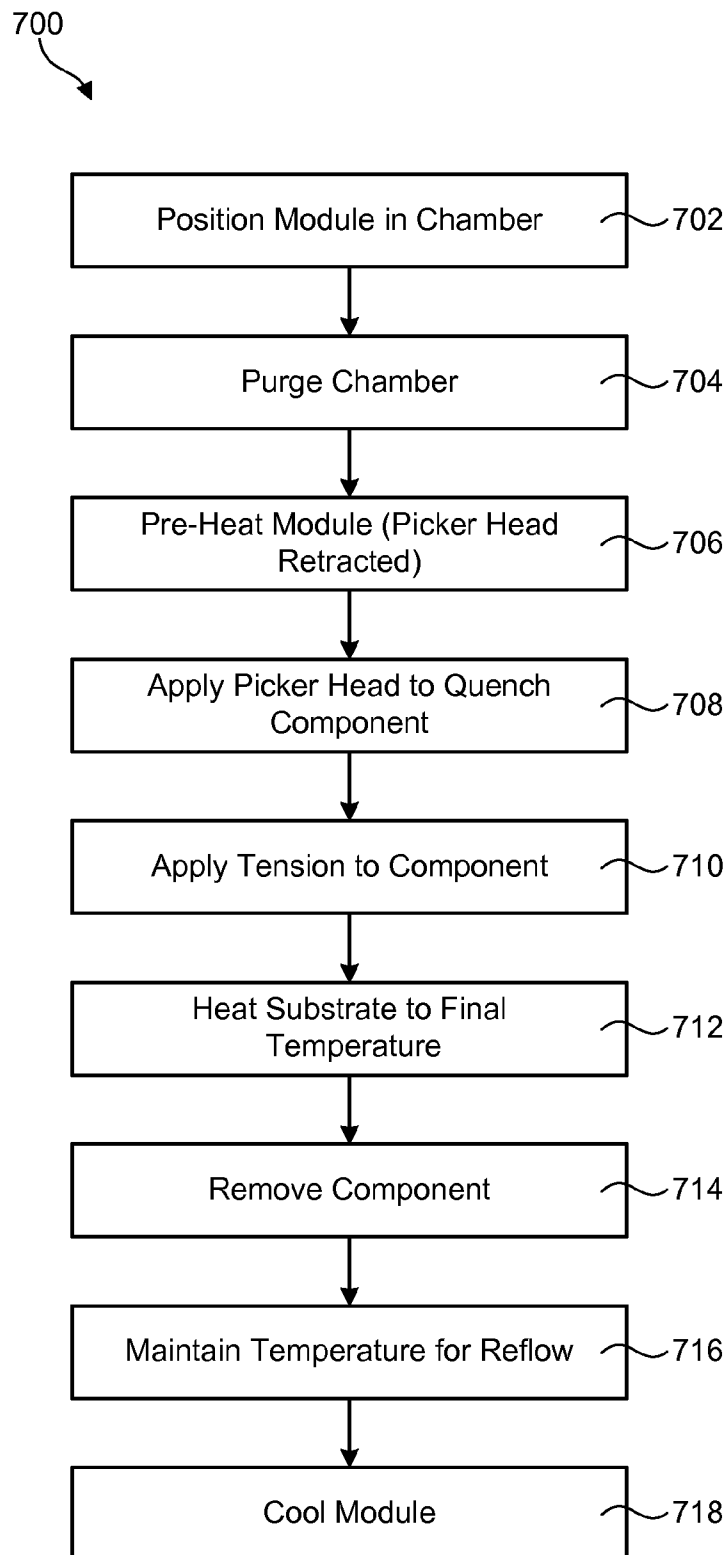 700
Position Module in Chamber
702
Purge Chamber
704
Pre-Heat Module (Picker Head
Retracted)
706
Apply Picker Head to Quench
Component
708
Apply Tension to Component
710
Heat Substrate to Final
Temperature
712
Remove Component
714
Maintain Temperature for Reflow
716
Cool Module
718